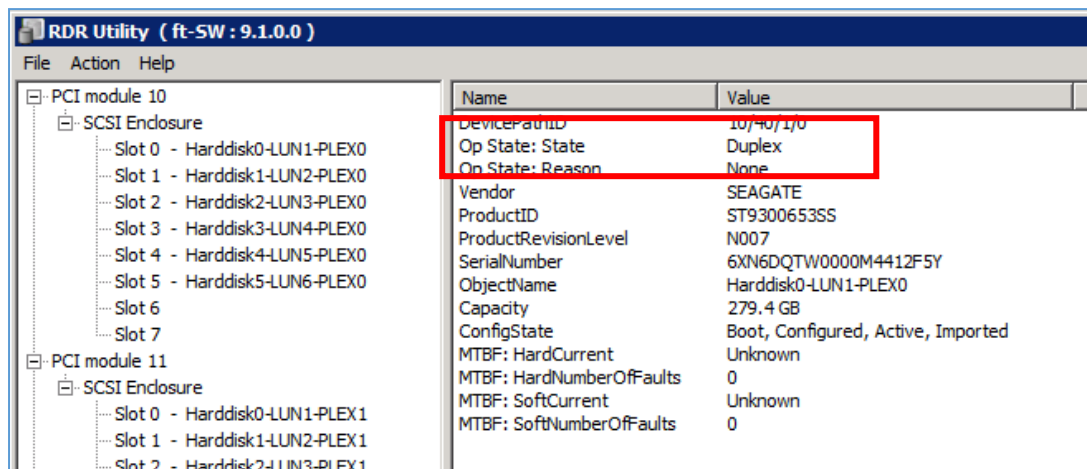 RDR Utility ( ft-SW : 9.1.0.0 )
File Action Help
PCI module 10
SCSI Enclosure
Slot 0 - Harddisk0-LUN1-PLEX0
Slot 1 - Harddisk1-LUN2-PLEX0
Slot 2 - Harddisk2-LUN3-PLEX0
Slot 3 - Harddisk3-LUN4-PLEX0
Slot 4 - Harddisk4-LUN5-PLEX0
Slot 5 - Harddisk5-LUN6-PLEX0
Slot 6
Slot 7
PCI module 11
SCSI Enclosure
Slot 0 - Harddisk0-LUN1-PLEX1
Slot 1 - Harddisk1-LUN2-PLEX1
Slot 2 - Harddisk2-LUN3-PLEX1
Name Value
DevicePathID 10/40/1/0
Op State: State Duplex
Op State: Reason None
Vendor SEAGATE
ProductID ST9300653SS
ProductRevisionLevel N007
SerialNumber 6XN6DQTW0000M4412F5Y
ObjectName Harddisk0-LUN1-PLEX0
Capacity 279.4 GB
ConfigState Boot, Configured, Active, Imported
MTBF: HardCurrent Unknown
MTBF: HardNumberOfFaults 0
MTBF: SoftCurrent Unknown
MTBF: SoftNumberOfFaults 0